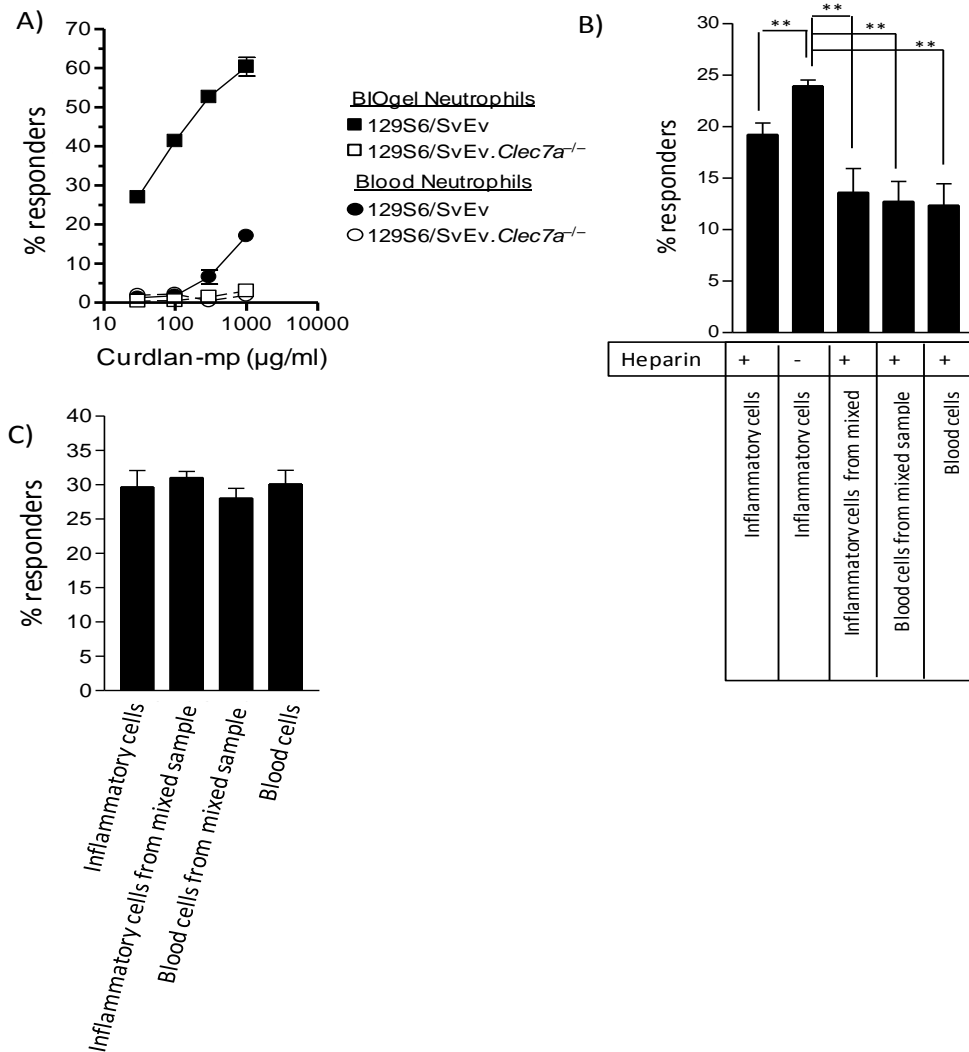 A)
70
60
50
40
30
20
10
0
% responders
10 100 1000 10000
Curdlan-mp (µg/ml)
BIOgel Neutrophils
129S6/SvEv
129S6/SvEv.Clec7a–/–
Blood Neutrophils
129S6/SvEv
129S6/SvEv.Clec7a–/–
B)
30
25
20
15
10
5
0
% responders
** **
**
**
Heparin + - + + +
Inflammatory cells
Inflammatory cells
Inflammatory cells from mixed
Blood cells from mixed sample
Blood cells
C)
40
35
30
25
20
15
10
5
0
% responders
Inflammatory cells
Inflammatory cells from mixed sample
Blood cells from mixed sample
Blood cells